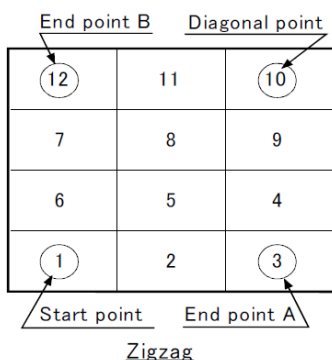 End point B Diagonal point
12 11 10
7 8 9
6 5 4
1 2 3
Start point End point A
Zigzag